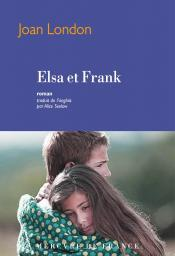 Joan London
Elsa et Frank
roman
traduit de l'anglais
par Alice Seelow
MERCVRE DE FRANCE